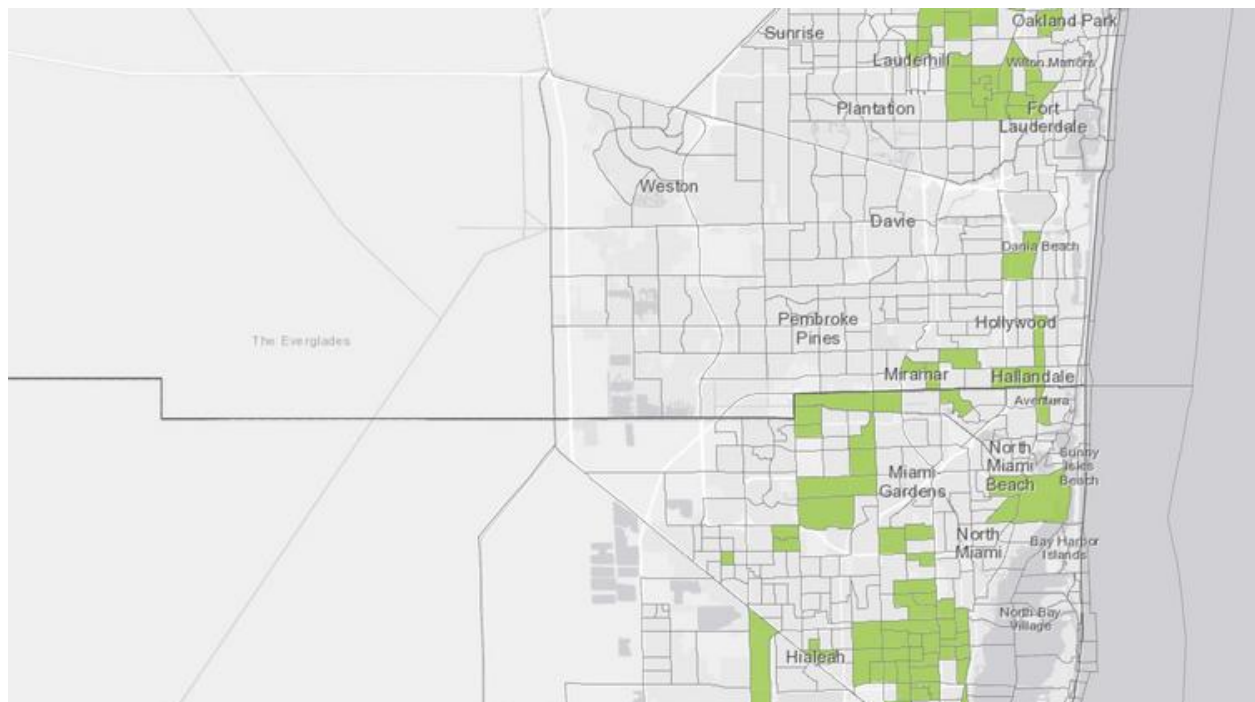 Oakland Park
Sunrise
Lauderhill
Wilton Manors
Plantation
Fort
Lauderdale
Weston
Davie
Dania Beach
Pembroke
Pines
Hollywood
The Everglades
Miramar
Hallandale
Aventura
North
Miami
Beach
Sunny
Isles
Beach
Miami
Gardens
North
Miami
Bay Harbor
Islands
North Bay
Village
Hialeah